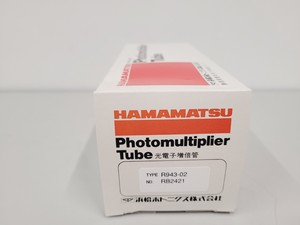 HAMAMATSU
Photomultiplier
Tube 光電子増倍管
TYPE R943-02
NO. RB2421
浜松ホトニクス株式会社